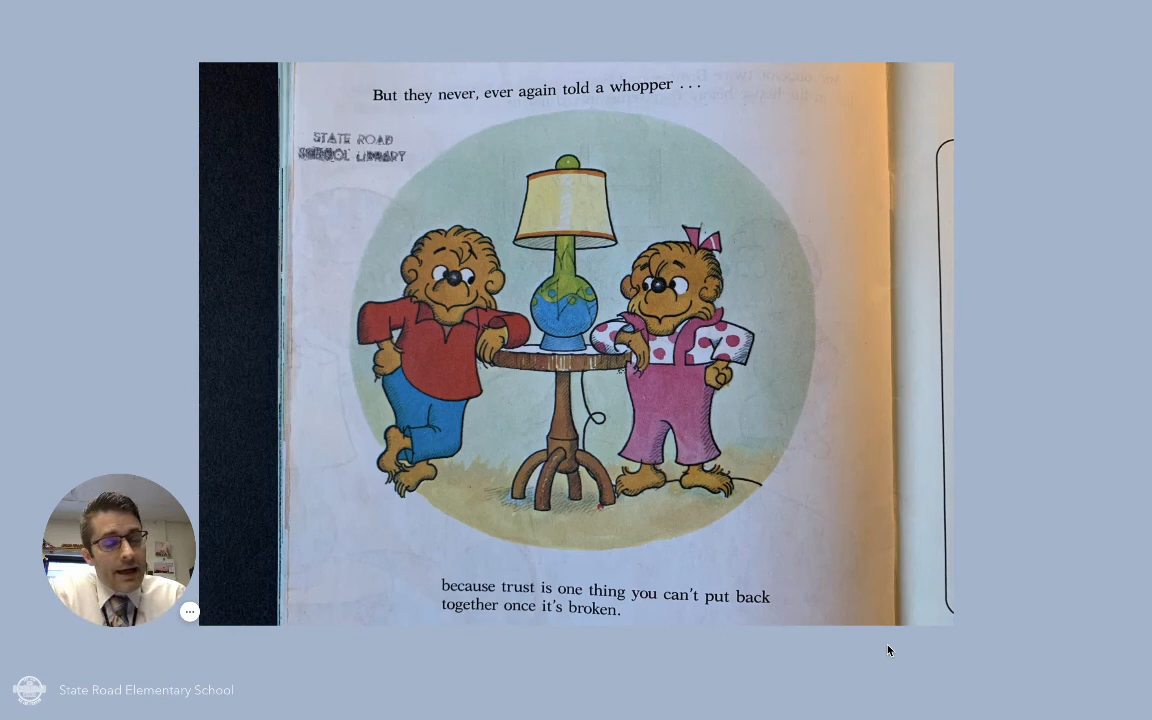 But they never, ever again told a whopper . . .
STATE ROAD
SCHOOL LIBRARY
because trust is one thing you can't put back
together once it's broken.
State Road Elementary School